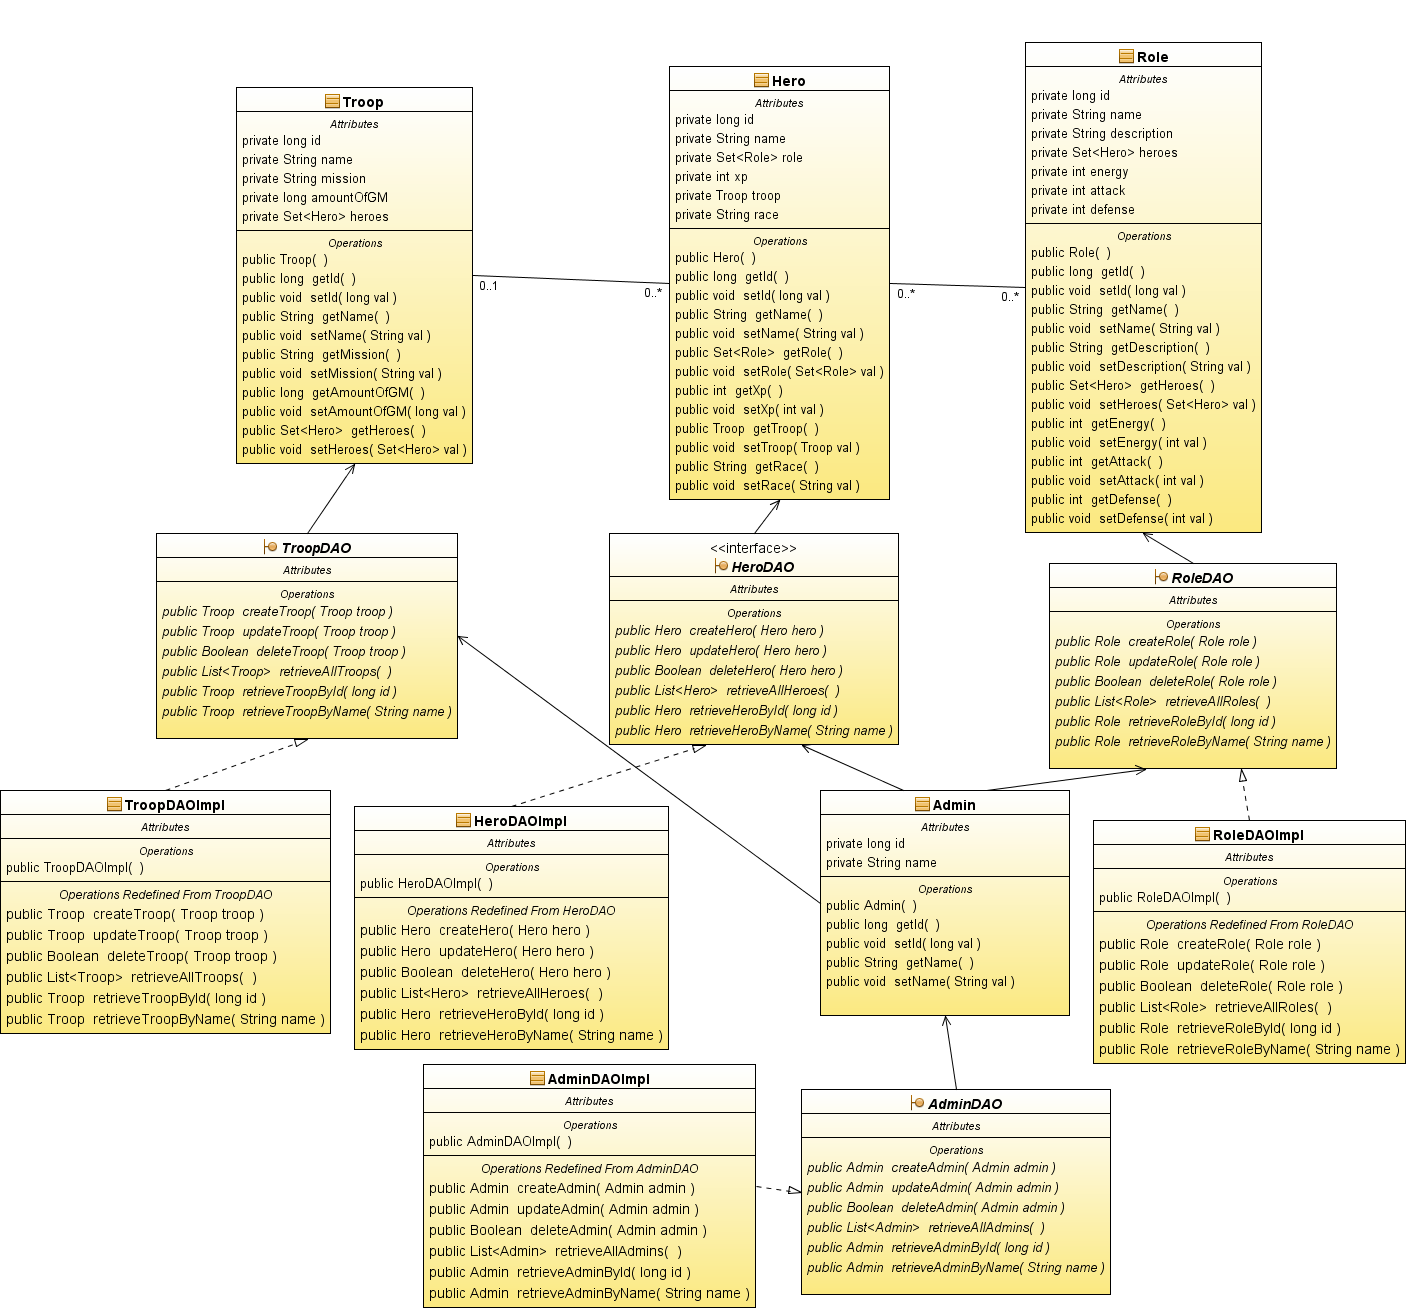 Troop
Attributes
private long id
private String name
private String mission
private long amountOfGM
private Set<Hero> heroes
Operations
public Troop(  )
public long  getId(  )
public void  setId( long val )
public String  getName(  )
public void  setName( String val )
public String  getMission(  )
public void  setMission( String val )
public long  getAmountOfGM(  )
public void  setAmountOfGM( long val )
public Set<Hero>  getHeroes(  )
public void  setHeroes( Set<Hero> val )
0..1
0..*
Hero
Attributes
private long id
private String name
private Set<Role> role
private int xp
private Troop troop
private String race
Operations
public Hero(  )
public long  getId(  )
public void  setId( long val )
public String  getName(  )
public void  setName( String val )
public Set<Role>  getRole(  )
public void  setRole( Set<Role> val )
public int  getXp(  )
public void  setXp( int val )
public Troop  getTroop(  )
public void  setTroop( Troop val )
public String  getRace(  )
public void  setRace( String val )
0..*
0..*
Role
Attributes
private long id
private String name
private String description
private Set<Hero> heroes
private int energy
private int attack
private int defense
Operations
public Role(  )
public long  getId(  )
public void  setId( long val )
public String  getName(  )
public void  setName( String val )
public String  getDescription(  )
public void  setDescription( String val )
public Set<Hero>  getHeroes(  )
public void  setHeroes( Set<Hero> val )
public int  getEnergy(  )
public void  setEnergy( int val )
public int  getAttack(  )
public void  setAttack( int val )
public int  getDefense(  )
public void  setDefense( int val )
TroopDAO
Attributes
Operations
public Troop  createTroop( Troop troop )
public Troop  updateTroop( Troop troop )
public Boolean  deleteTroop( Troop troop )
public List<Troop>  retrieveAllTroops(  )
public Troop  retrieveTroopById( long id )
public Troop  retrieveTroopByName( String name )
<<interface>>
HeroDAO
Attributes
Operations
public Hero  createHero( Hero hero )
public Hero  updateHero( Hero hero )
public Boolean  deleteHero( Hero hero )
public List<Hero>  retrieveAllHeroes(  )
public Hero  retrieveHeroById( long id )
public Hero  retrieveHeroByName( String name )
RoleDAO
Attributes
Operations
public Role  createRole( Role role )
public Role  updateRole( Role role )
public Boolean  deleteRole( Role role )
public List<Role>  retrieveAllRoles(  )
public Role  retrieveRoleById( long id )
public Role  retrieveRoleByName( String name )
TroopDAOImpl
Attributes
Operations
public TroopDAOImpl(  )
Operations Redefined From TroopDAO
public Troop  createTroop( Troop troop )
public Troop  updateTroop( Troop troop )
public Boolean  deleteTroop( Troop troop )
public List<Troop>  retrieveAllTroops(  )
public Troop  retrieveTroopById( long id )
public Troop  retrieveTroopByName( String name )
HeroDAOImpl
Attributes
Operations
public HeroDAOImpl(  )
Operations Redefined From HeroDAO
public Hero  createHero( Hero hero )
public Hero  updateHero( Hero hero )
public Boolean  deleteHero( Hero hero )
public List<Hero>  retrieveAllHeroes(  )
public Hero  retrieveHeroById( long id )
public Hero  retrieveHeroByName( String name )
Admin
Attributes
private long id
private String name
Operations
public Admin(  )
public long  getId(  )
public void  setId( long val )
public String  getName(  )
public void  setName( String val )
RoleDAOImpl
Attributes
Operations
public RoleDAOImpl(  )
Operations Redefined From RoleDAO
public Role  createRole( Role role )
public Role  updateRole( Role role )
public Boolean  deleteRole( Role role )
public List<Role>  retrieveAllRoles(  )
public Role  retrieveRoleById( long id )
public Role  retrieveRoleByName( String name )
AdminDAOImpl
Attributes
Operations
public AdminDAOImpl(  )
Operations Redefined From AdminDAO
public Admin  createAdmin( Admin admin )
public Admin  updateAdmin( Admin admin )
public Boolean  deleteAdmin( Admin admin )
public List<Admin>  retrieveAllAdmins(  )
public Admin  retrieveAdminById( long id )
public Admin  retrieveAdminByName( String name )
AdminDAO
Attributes
Operations
public Admin  createAdmin( Admin admin )
public Admin  updateAdmin( Admin admin )
public Boolean  deleteAdmin( Admin admin )
public List<Admin>  retrieveAllAdmins(  )
public Admin  retrieveAdminById( long id )
public Admin  retrieveAdminByName( String name )